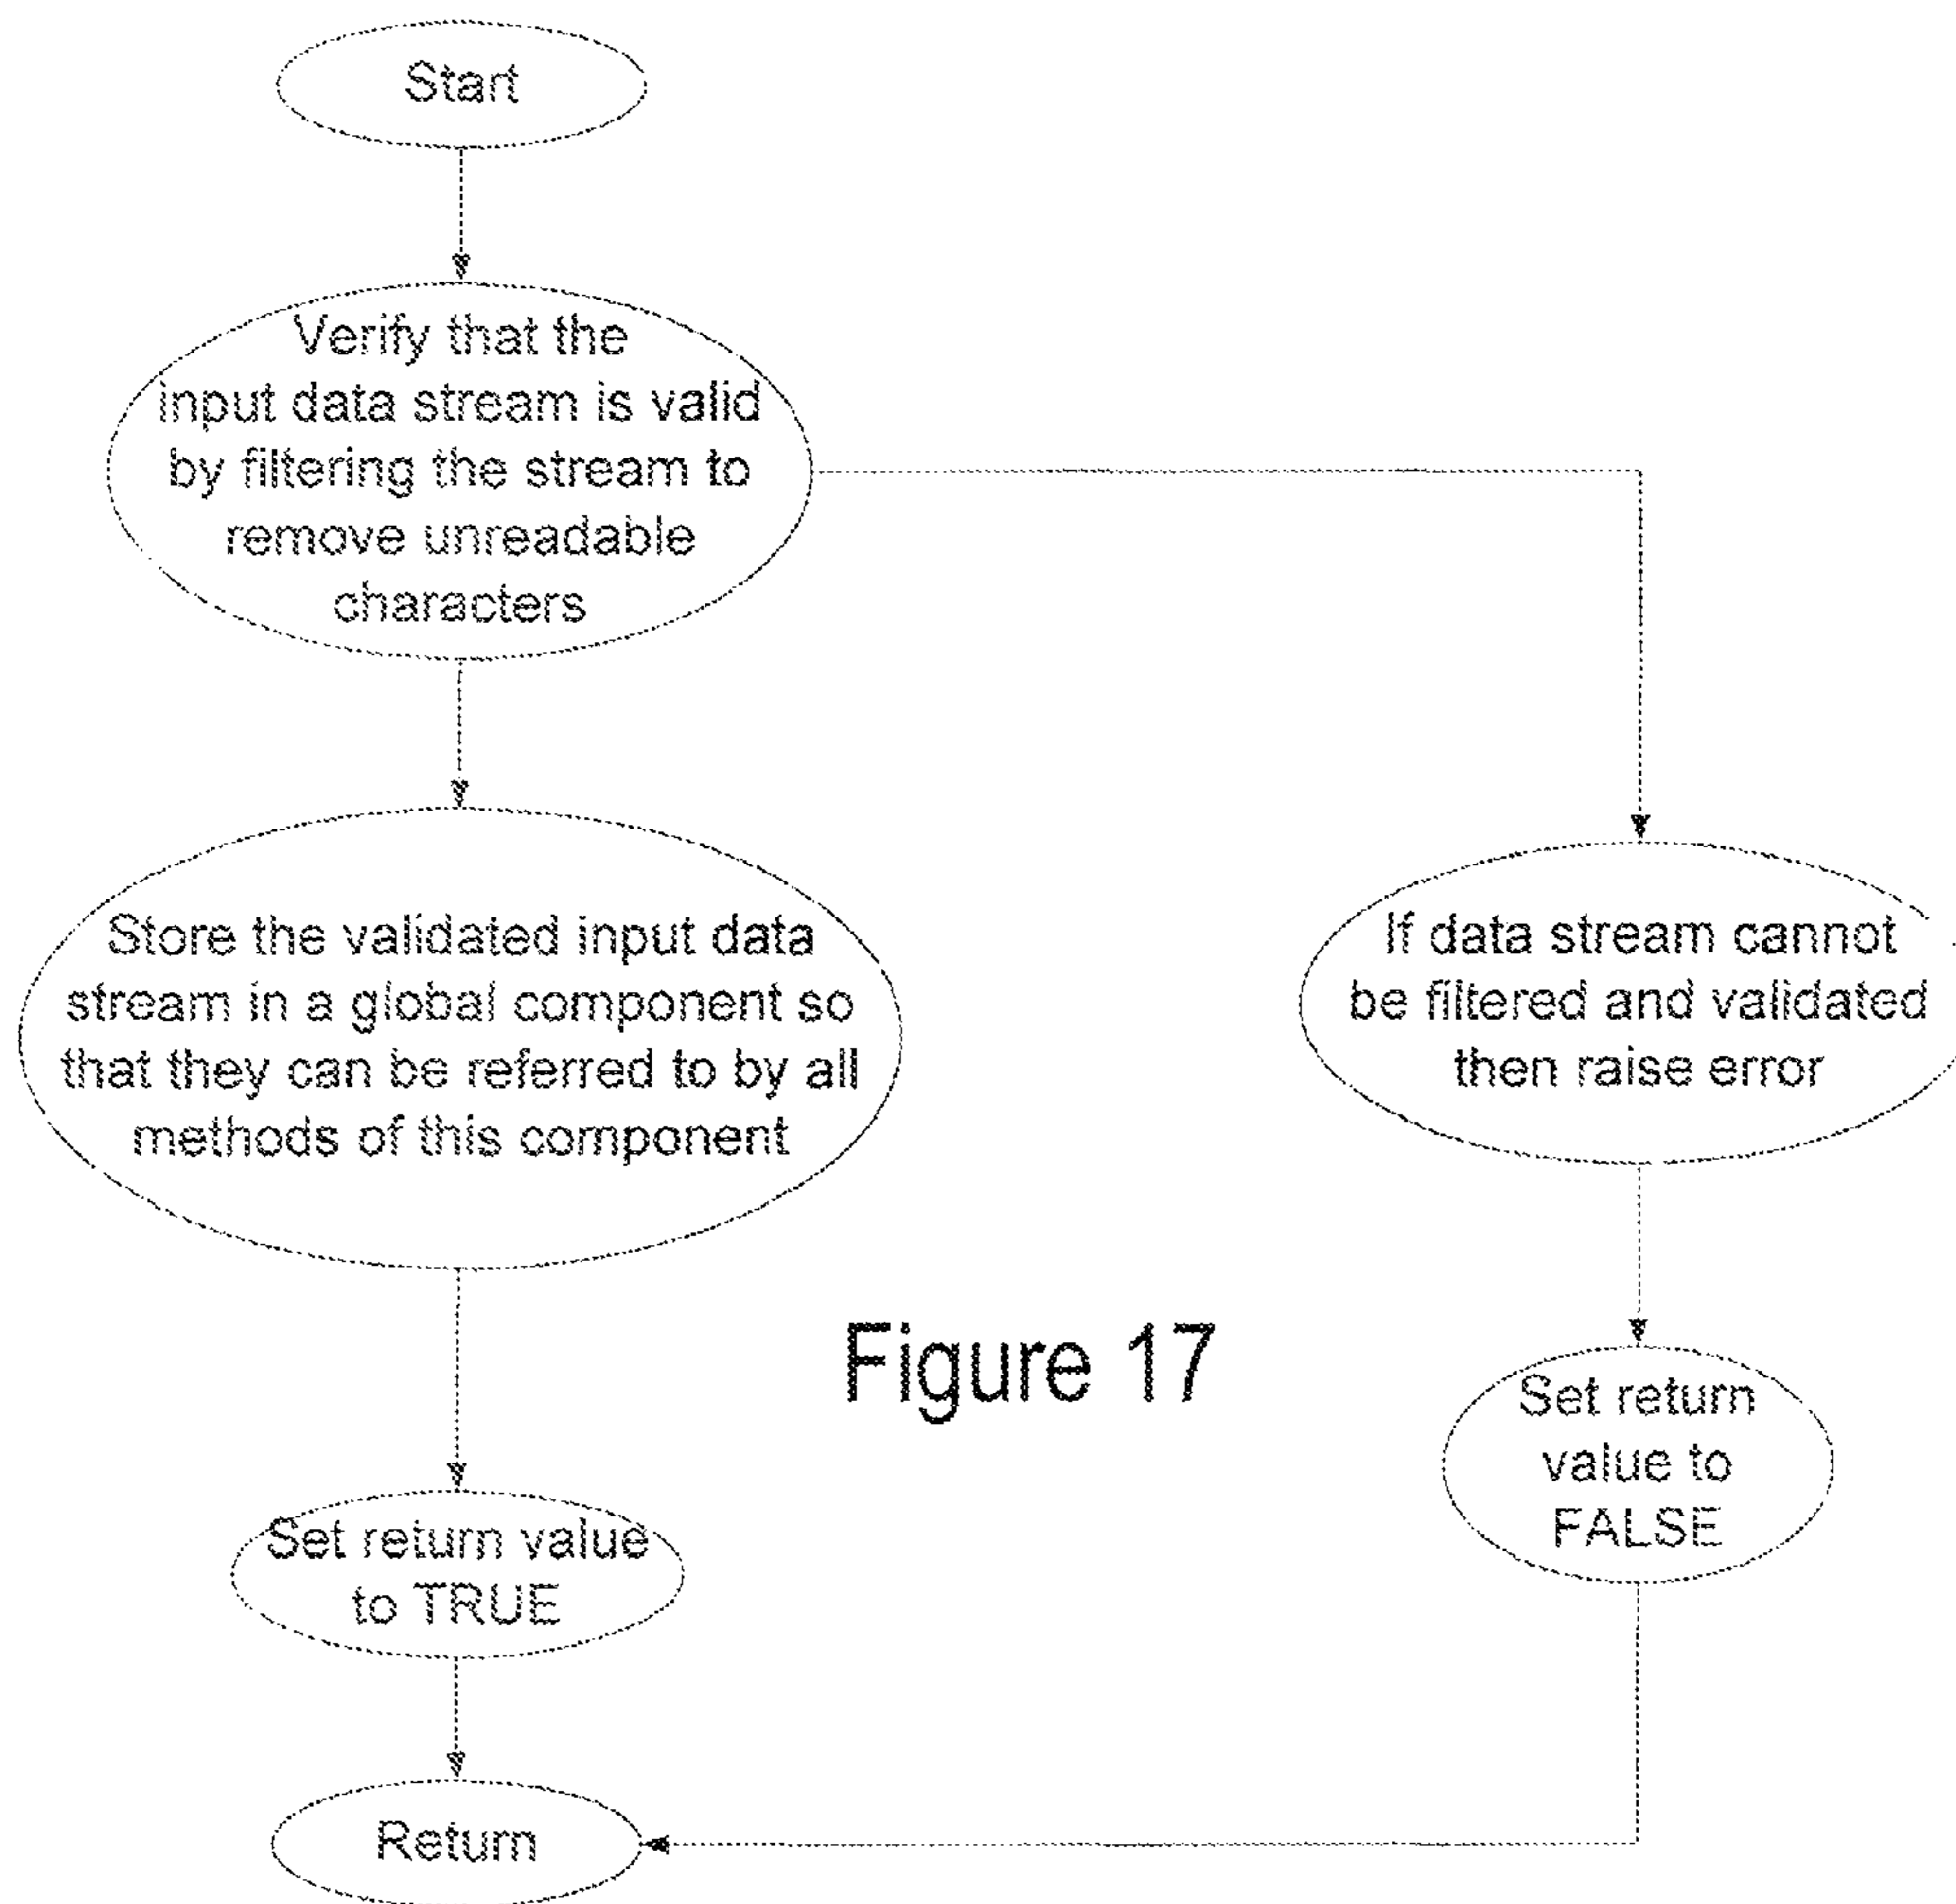 Start
Verify that the
input data stream is valid
by filtering the stream to
remove unreadable
characters
Store the validated input data
stream in a global component so
that they can be referred to by all
methods of this component
If data stream cannot
be filtered and validated
then raise error
Figure 17
Set return
value to
FALSE
Set return value
to TRUE
Return